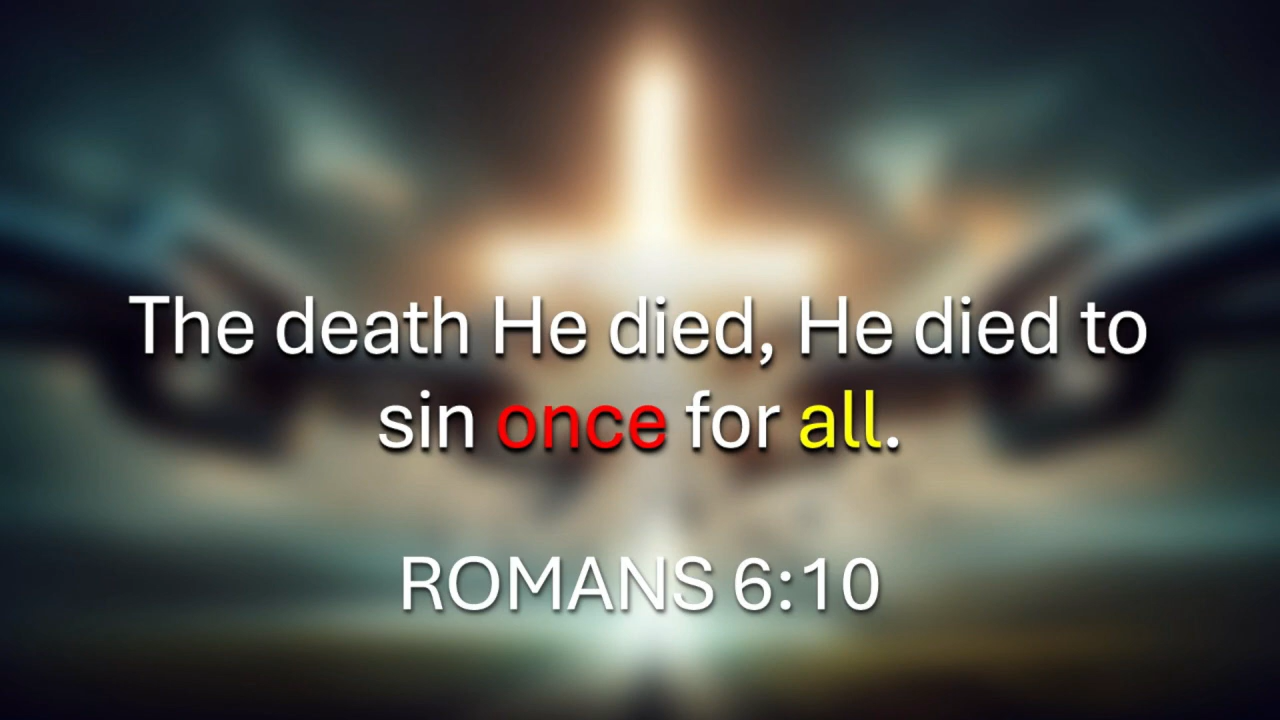 The death He died, He died to
sin once for all.
ROMANS 6:10